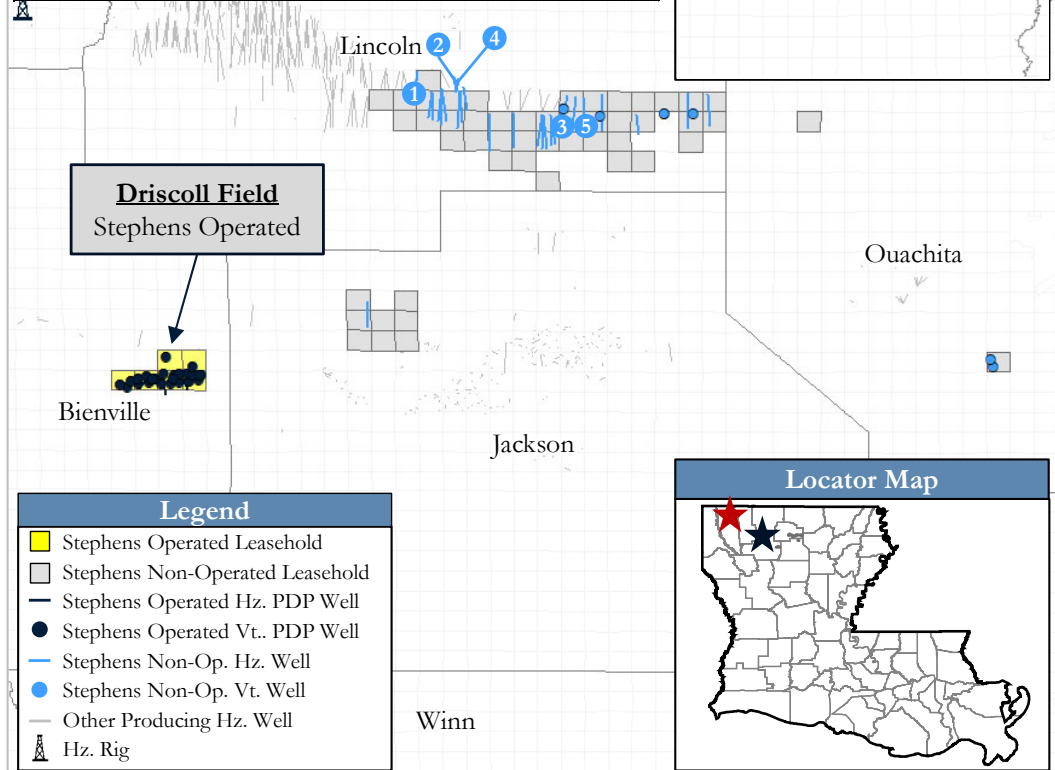 Lincoln
2
4
1
3
5
Driscoll Field
Stephens Operated
Ouachita
Bienville
Jackson
Legend
Stephens Operated Leasehold
Stephens Non-Operated Leasehold
Stephens Operated Hz. PDP Well
Stephens Operated Vt.. PDP Well
Stephens Non-Op. Hz. Well
Stephens Non-Op. Vt. Well
Other Producing Hz. Well
Hz. Rig
Winn
Locator Map